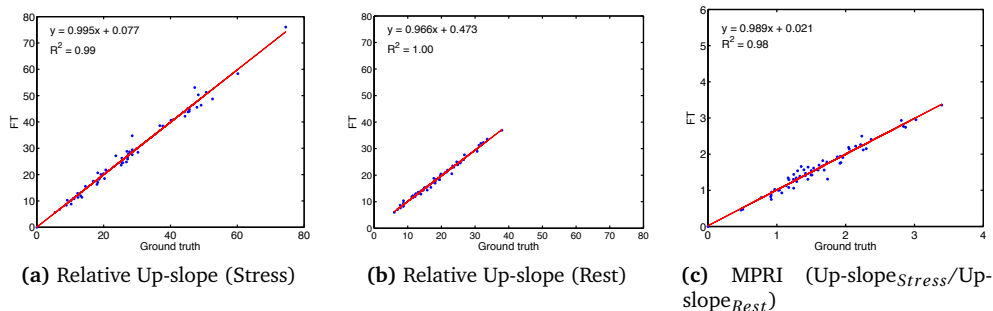 80
70
60
50
40
30
20
10
0
FT
y = 0.995x + 0.077
R² = 0.99
0 20 40 60 80
Ground truth
(a) Relative Up-slope (Stress)
80
70
60
50
40
30
20
10
0
FT
y = 0.966x + 0.473
R² = 1.00
0 10 20 30 40 50 60 70 80
Ground truth
(b) Relative Up-slope (Rest)
6
5
4
3
2
1
0
FT
y = 0.989x + 0.021
R² = 0.98
0 1 2 3 4
Ground truth
(c) MPRI (Up-slope_Stress/Up-
slope_Rest)